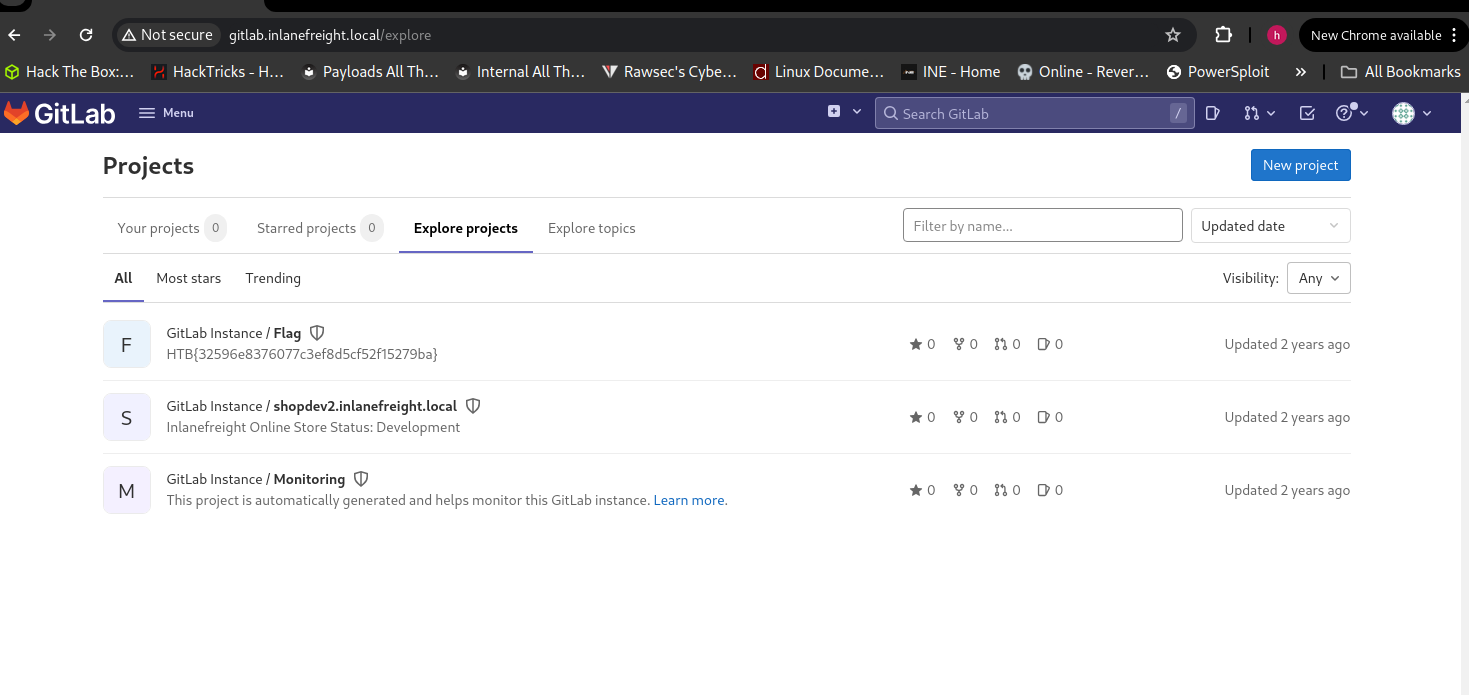 Not secure gitlab.inlanefreight.local/explore h New Chrome available
Hack The Box:... HackTricks - H... Payloads All Th... Internal All Th... Rawsec's Cybe... Linux Docume... INE - Home Online - Rever... PowerSploit » All Bookmarks
GitLab Menu Search GitLab /
Projects New project
Your projects 0 Starred projects 0 Explore projects Explore topics Filter by name... Updated date
All Most stars Trending Visibility: Any
F GitLab Instance / Flag
HTB{32596e8376077c3ef8d5cf52f15279ba} 0 0 0 0 Updated 2 years ago
S GitLab Instance / shopdev2.inlanefreight.local
Inlanefreight Online Store Status: Development 0 0 0 0 Updated 2 years ago
M GitLab Instance / Monitoring
This project is automatically generated and helps monitor this GitLab instance. Learn more. 0 0 0 0 Updated 2 years ago